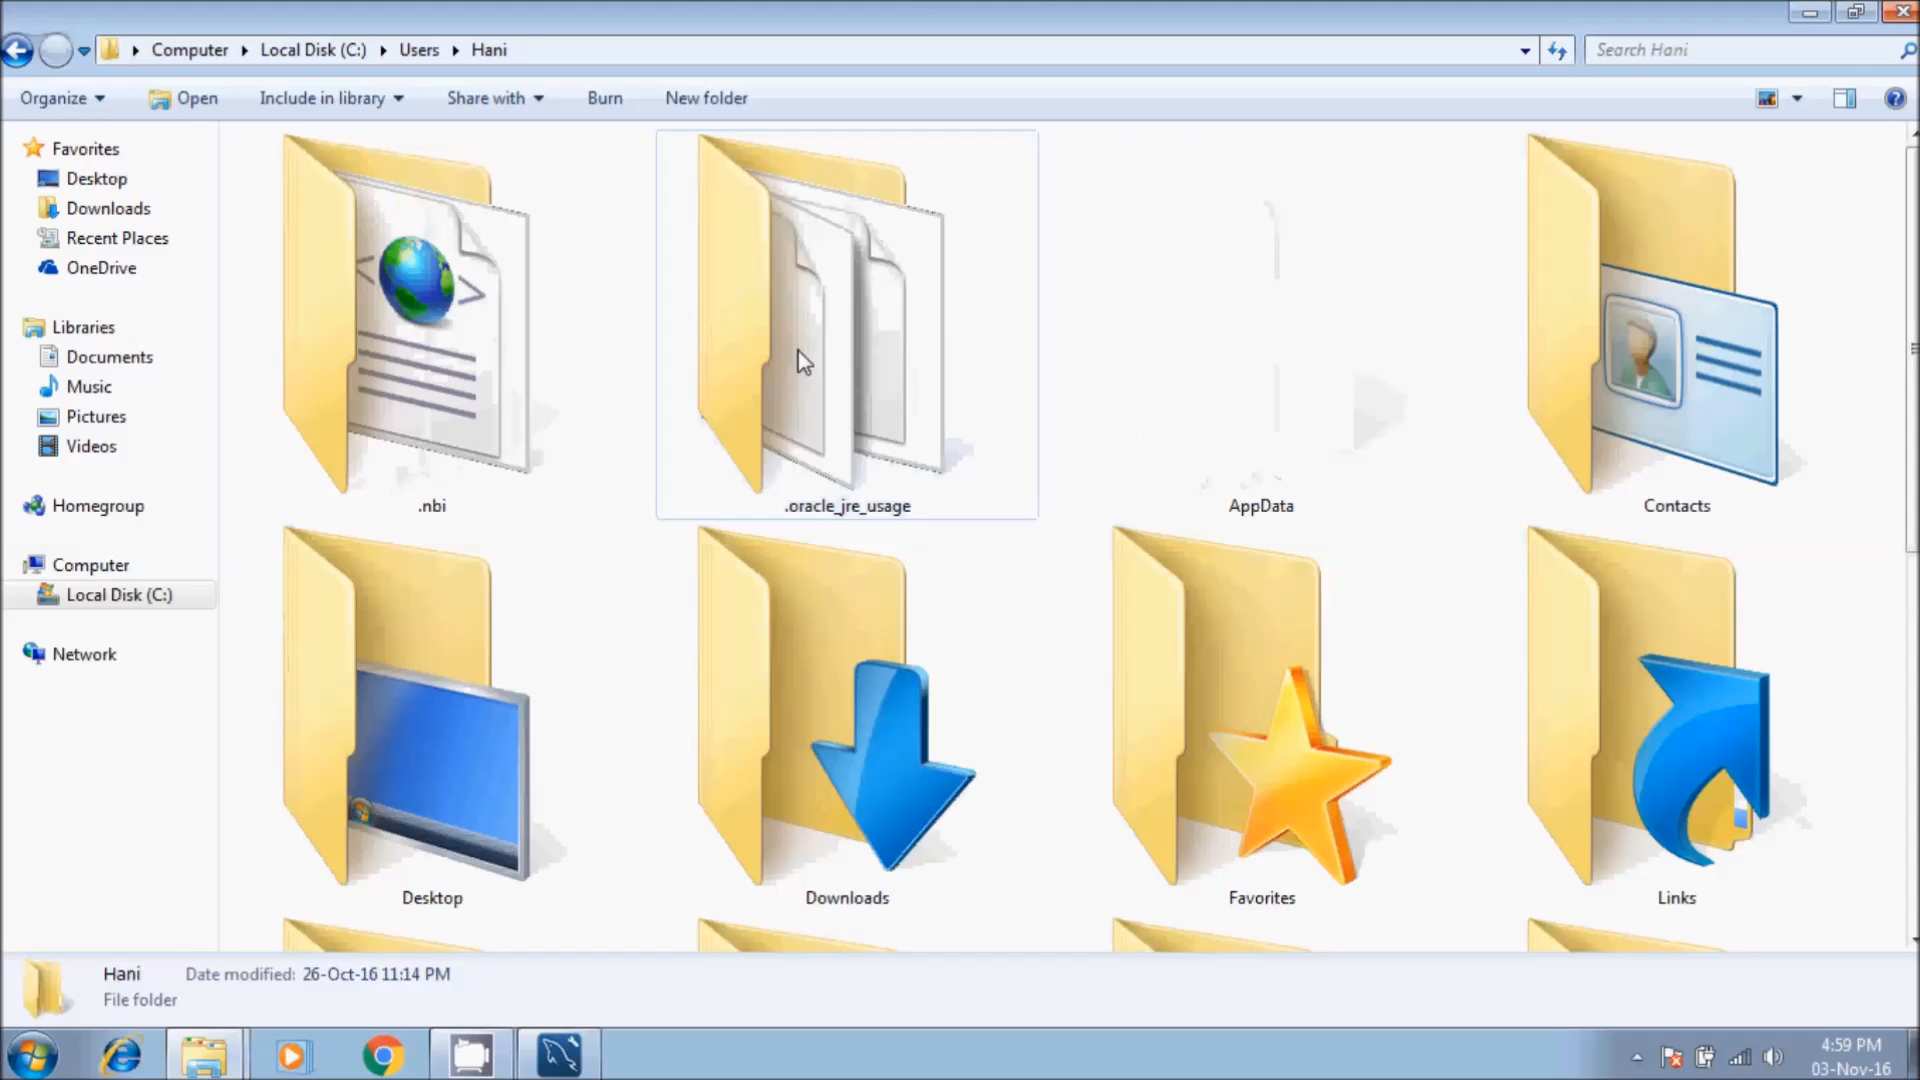 Computer Local Disk (C:) Users Hani
Search Hani
Organize Open Include in library Share with Burn New folder
Favorites
Desktop
Downloads
Recent Places
OneDrive
Libraries
Documents
Music
Pictures
Videos
Homegroup
Computer
Local Disk (C:)
Network
.nbi .oracle_jre_usage AppData Contacts
Desktop Downloads Favorites Links
Hani Date modified: 26-Oct-16 11:14 PM
File folder
4:59 PM
03-Nov-16